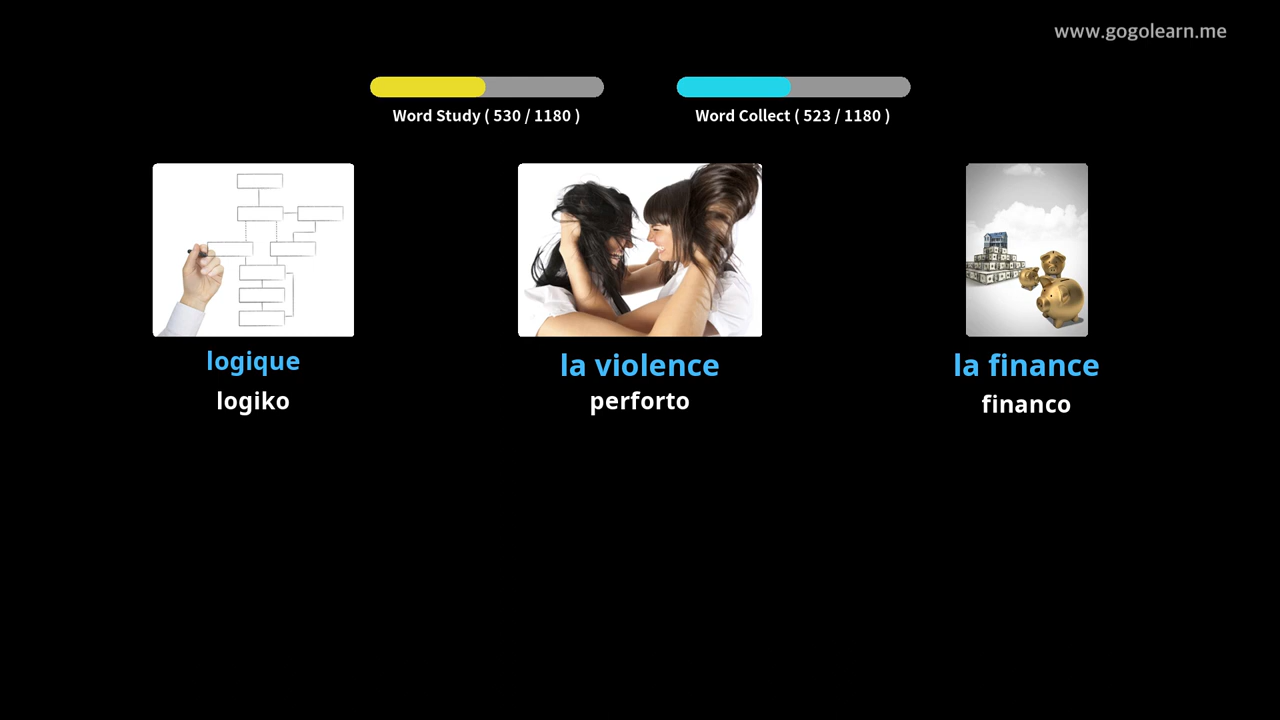 www.gogolearn.me
Word Study ( 530 / 1180 )
Word Collect ( 523 / 1180 )
logique
logiko
la violence
perforto
la finance
financo